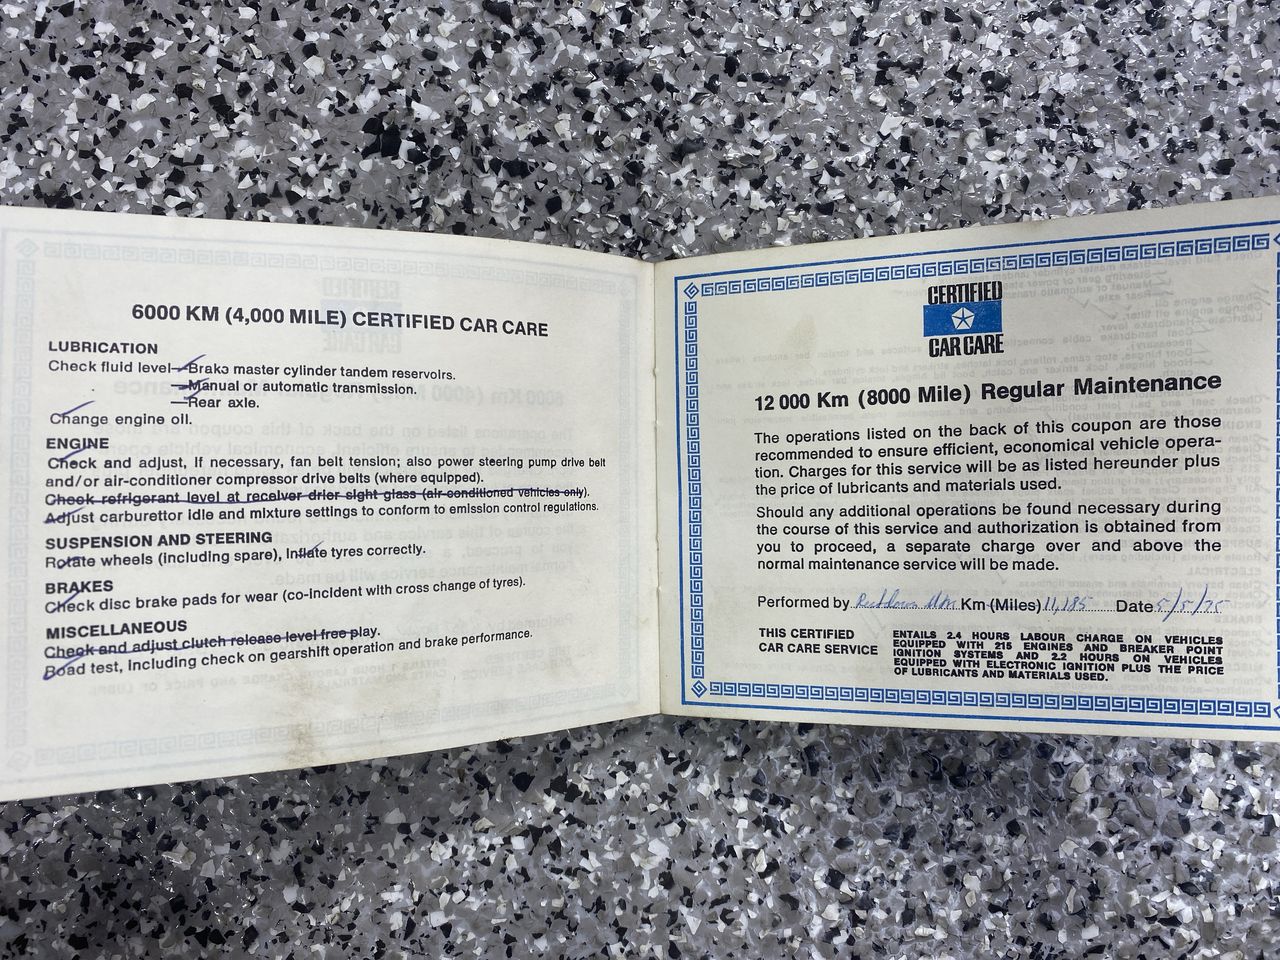 6000 KM (4,000 MILE) CERTIFIED CAR CARE
LUBRICATION
Check fluid level—Brake master cylinder tandem reservoirs.
—Manual or automatic transmission.
—Rear axle.
Change engine oil.
ENGINE
Check and adjust, if necessary, fan belt tension; also power steering pump drive belt
and/or air-conditioner compressor drive belts (where equipped).
Check refrigerant level at receiver drier sight glass (air-conditioned vehicles only).
Adjust carburettor idle and mixture settings to conform to emission control regulations.
SUSPENSION AND STEERING
Rotate wheels (including spare), Inflate tyres correctly.
BRAKES
Check disc brake pads for wear (co-incident with cross change of tyres).
MISCELLANEOUS
Check and adjust clutch release level free play.
Road test, including check on gearshift operation and brake performance.
CERTIFIED
CAR CARE
12 000 Km (8000 Mile) Regular Maintenance
The operations listed on the back of this coupon are those
recommended to ensure efficient, economical vehicle opera-
tion. Charges for this service will be as listed hereunder plus
the price of lubricants and materials used.
Should any additional operations be found necessary during
the course of this service and authorization is obtained from
you to proceed, a separate charge over and above the
normal maintenance service will be made.
Performed by Km (Miles) 11,185 Date 5/5/75
THIS CERTIFIED
CAR CARE SERVICE
ENTAILS 2.4 HOURS LABOUR CHARGE ON VEHICLES
EQUIPPED WITH 215 ENGINES AND BREAKER POINT
IGNITION SYSTEMS AND 2.2 HOURS ON VEHICLES
EQUIPPED WITH ELECTRONIC IGNITION PLUS THE PRICE
OF LUBRICANTS AND MATERIALS USED.